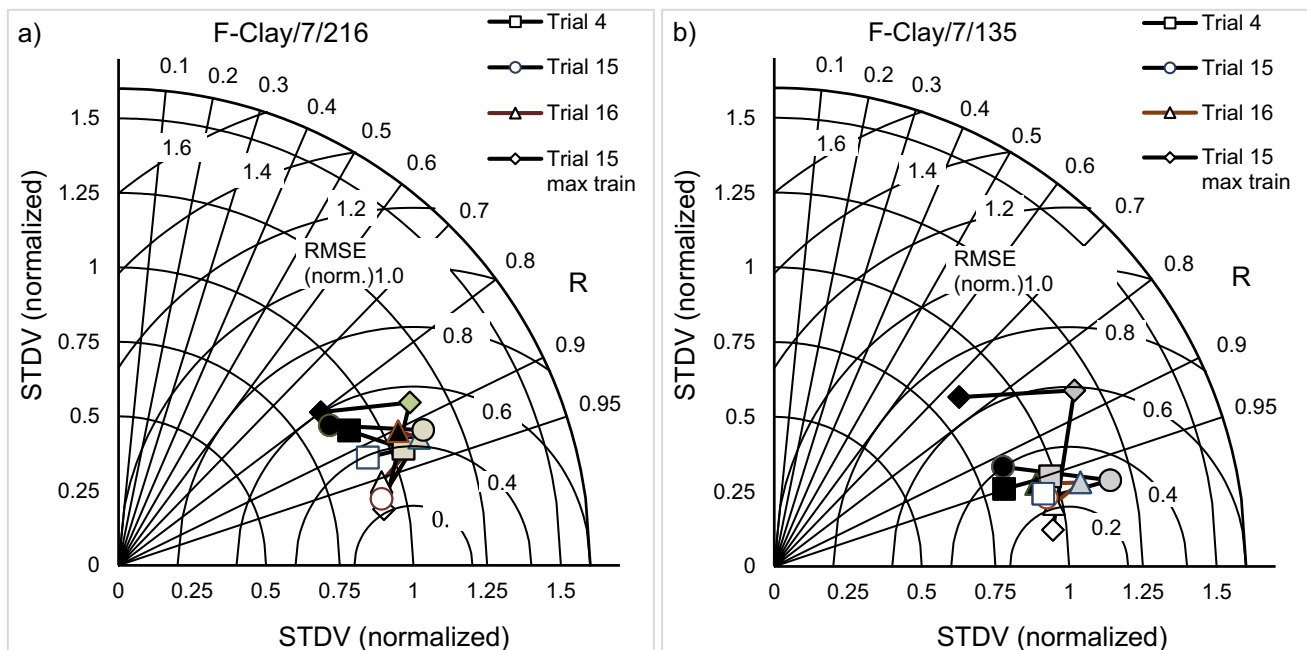 a)
F-Clay/7/216
Trial 4
Trial 15
Trial 16
Trial 15
max train
0.1
0.2
0.3
0.4
0.5
0.6
0.7
0.8
0.9
0.95
R
1.6
1.4
1.2
RMSE
(norm.)1.0
0.8
0.6
0.4
0.
STDV (normalized)
1.5
1.25
1
0.75
0.5
0.25
0
0 0.25 0.5 0.75 1 1.25 1.5
STDV (normalized)
b)
F-Clay/7/135
Trial 4
Trial 15
Trial 16
Trial 15
max train
0.1
0.2
0.3
0.4
0.5
0.6
0.7
0.8
0.9
0.95
R
1.6
1.4
1.2
RMSE
(norm.)1.0
0.8
0.6
0.4
0.2
STDV (normalized)
1.5
1.25
1
0.75
0.5
0.25
0
0 0.25 0.5 0.75 1 1.25 1.5
STDV (normalized)